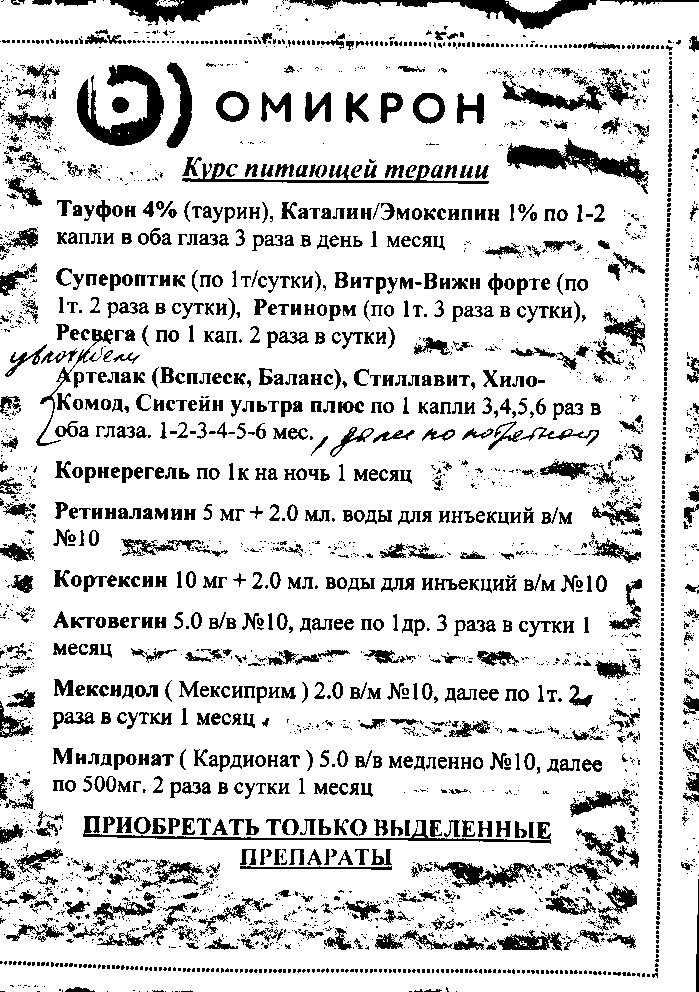 ОМИКРОН
Курс питающей терапии
Тауфон 4% (таурин), Каталин/Эмоксипин 1% по 1-2
капли в оба глаза 3 раза в день 1 месяц
Супероптик (по 1т/сутки), Витрум-Вижн форте (по
1т. 2 раза в сутки), Ретинорм (по 1т. 3 раза в сутки),
Ресвега ( по 1 кап. 2 раза в сутки)
Артелак (Всплеск, Баланс), Стиллавит, Хило-
Комод, Систейн ультра плюс по 1 капли 3,4,5,6 раз в
оба глаза. 1-2-3-4-5-6 мес., далее по
Корнерегель по 1к на ночь 1 месяц
Ретиналамин 5 мг + 2.0 мл. воды для инъекций в/м
№10
Кортексин 10 мг + 2.0 мл. воды для инъекций в/м №10
Актовегин 5.0 в/в №10, далее по 1др. 3 раза в сутки 1
месяц
Мексидол ( Мексиприм ) 2.0 в/м №10, далее по 1т. 2
раза в сутки 1 месяц
Милдронат ( Кардионат ) 5.0 в/в медленно №10, далее
по 500мг. 2 раза в сутки 1 месяц
ПРИОБРЕТАТЬ ТОЛЬКО ВЫДЕЛЕННЫЕ
ПРЕПАРАТЫ